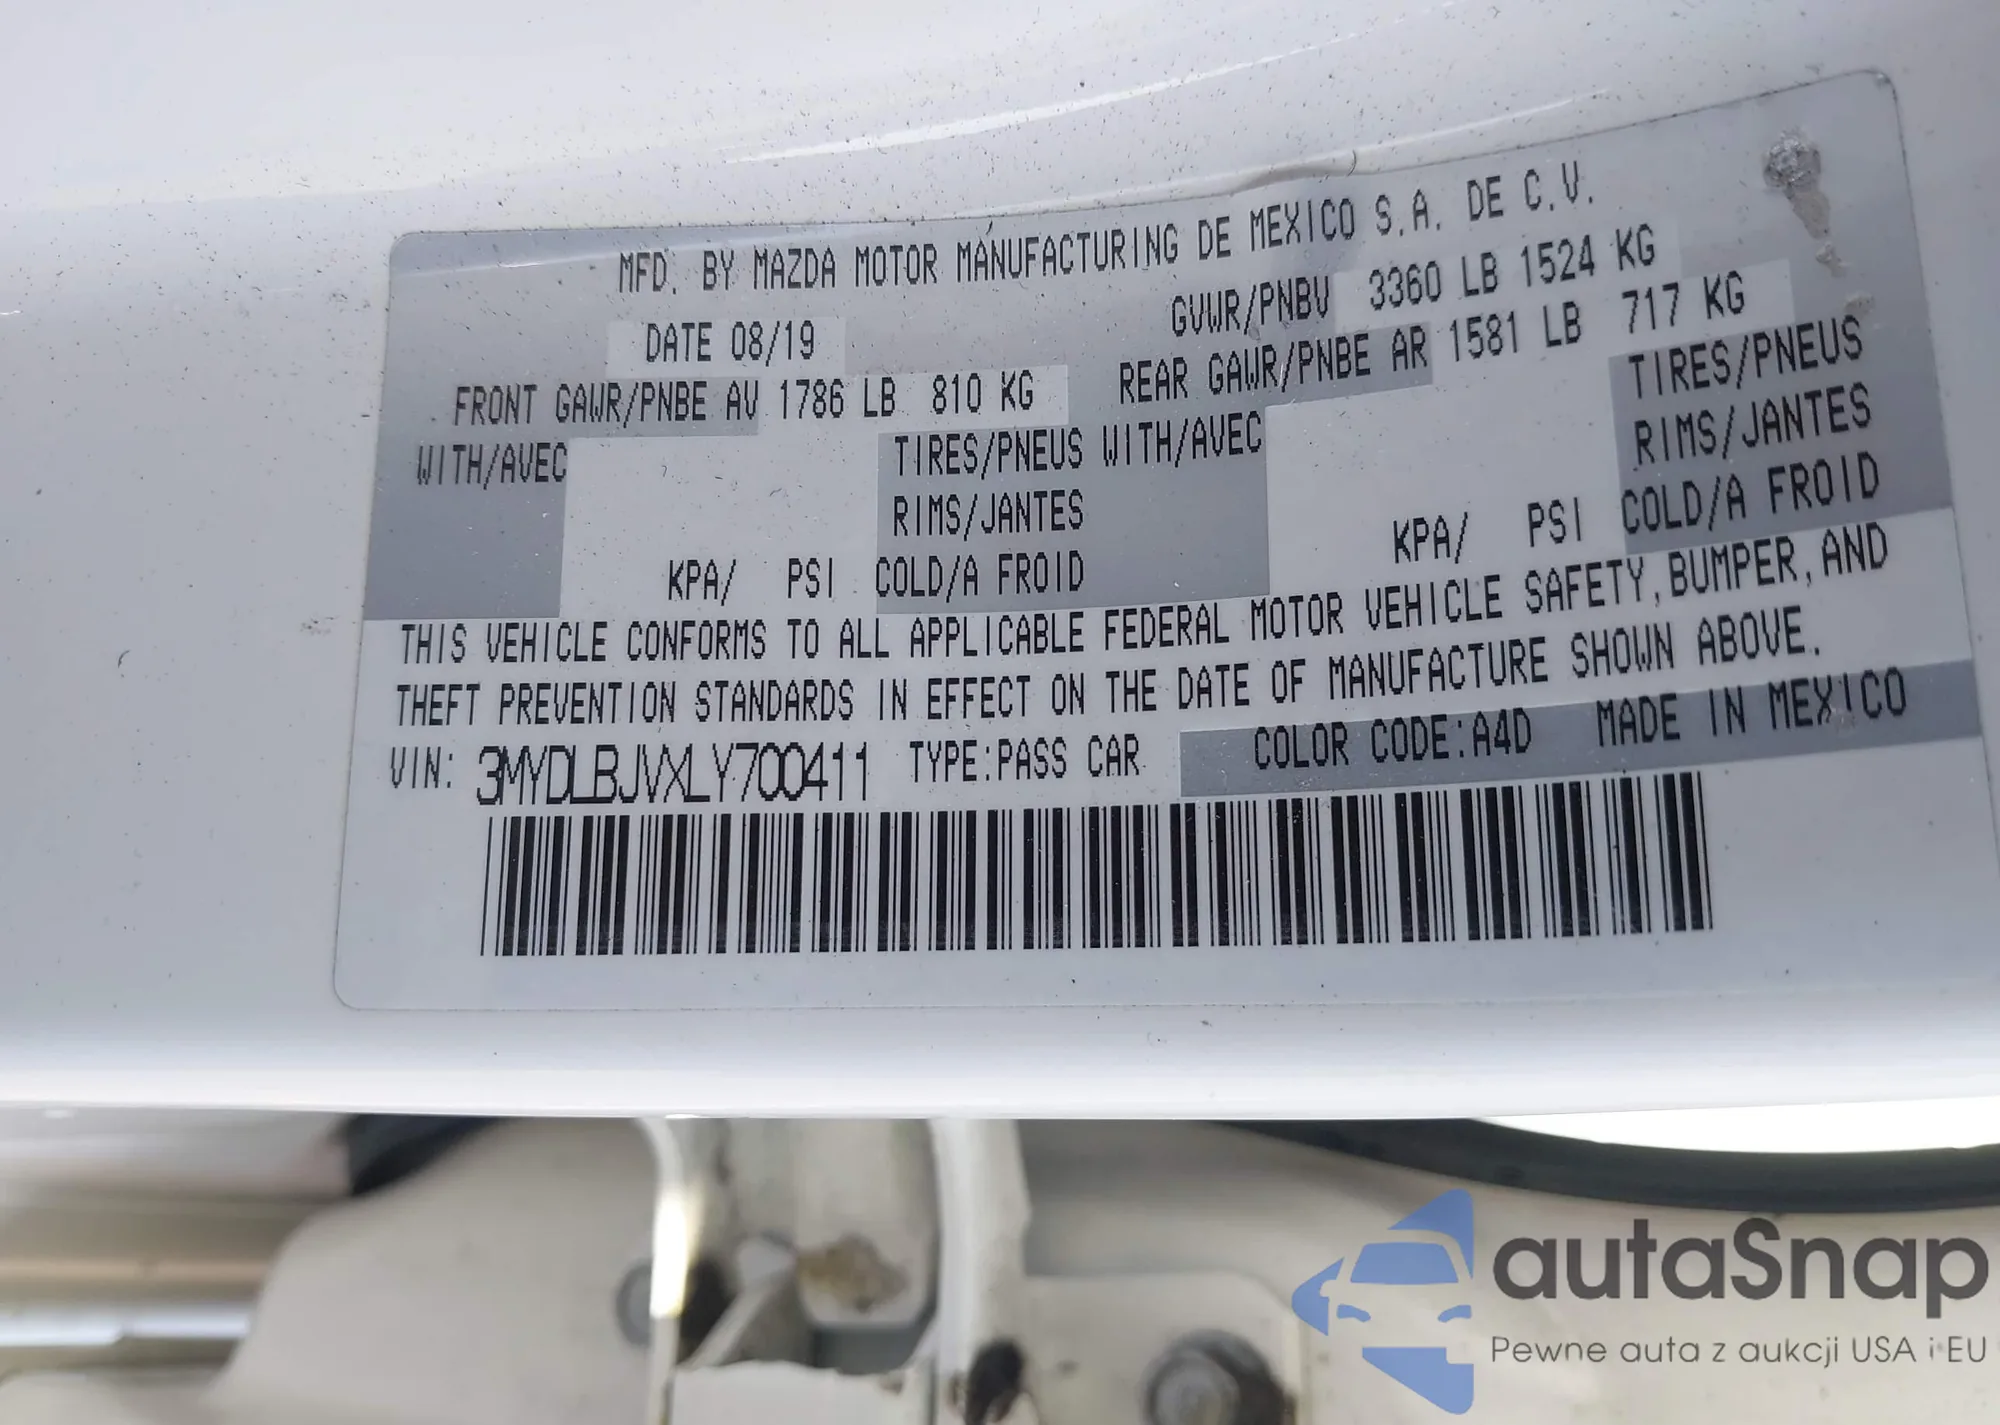 MFD. BY MAZDA MOTOR MANUFACTURING DE MEXICO S.A. DE C.V.
DATE 08/19 GVWR/PNBV 3360 LB 1524 KG
FRONT GAWR/PNBE AV 1786 LB 810 KG REAR GAWR/PNBE AR 1581 LB 717 KG
WITH/AVEC TIRES/PNEUS WITH/AVEC TIRES/PNEUS
RIMS/JANTES RIMS/JANTES
KPA/ PSI COLD/A FROID KPA/ PSI COLD/A FROID
THIS VEHICLE CONFORMS TO ALL APPLICABLE FEDERAL MOTOR VEHICLE SAFETY, BUMPER, AND
THEFT PREVENTION STANDARDS IN EFFECT ON THE DATE OF MANUFACTURE SHOWN ABOVE.
VIN: 3MYDLBJVXLY700411 TYPE:PASS CAR COLOR CODE:A4D MADE IN MEXICO
autaSnap
Pewne auta z aukcji USA i EU